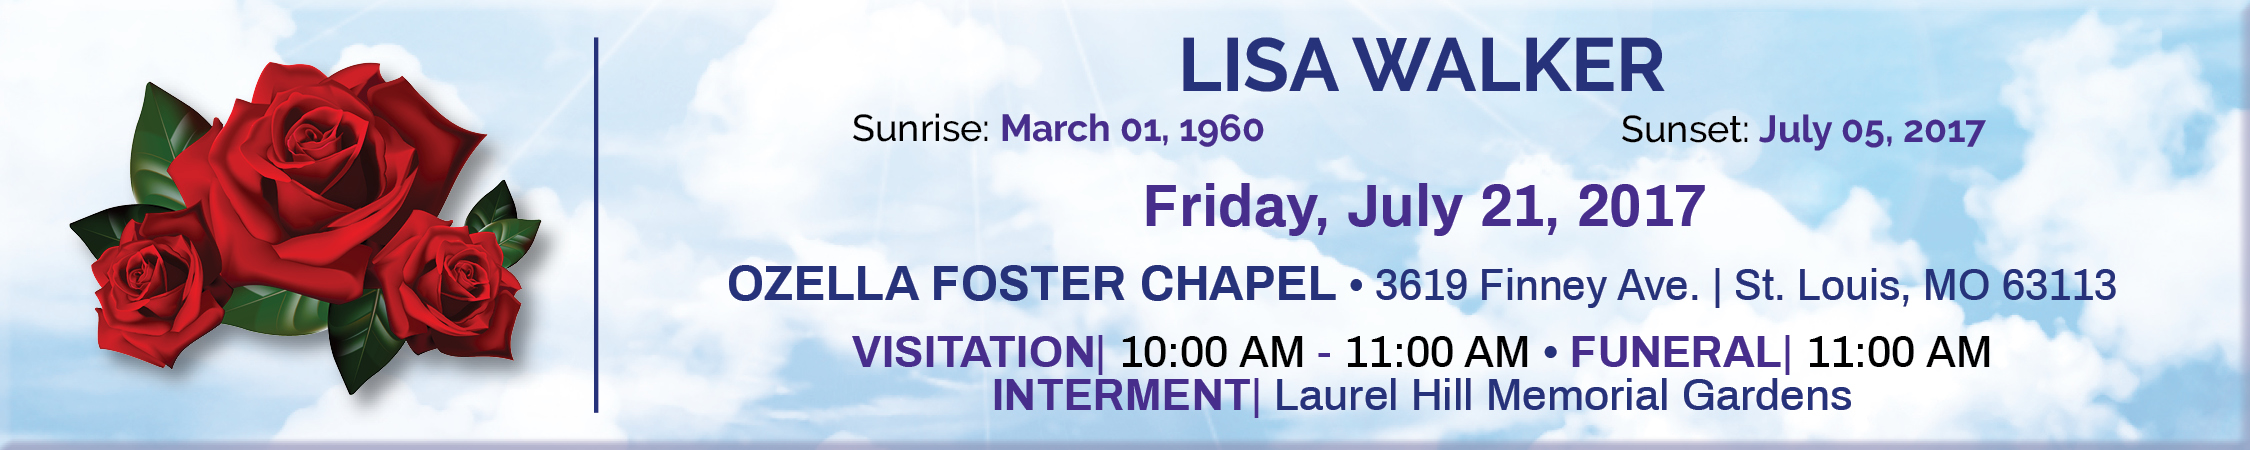 LISA WALKER
Sunrise: March 01, 1960 Sunset: July 05, 2017
Friday, July 21, 2017
OZELLA FOSTER CHAPEL • 3619 Finney Ave. | St. Louis, MO 63113
VISITATION| 10:00 AM - 11:00 AM • FUNERAL| 11:00 AM
INTERMENT| Laurel Hill Memorial Gardens